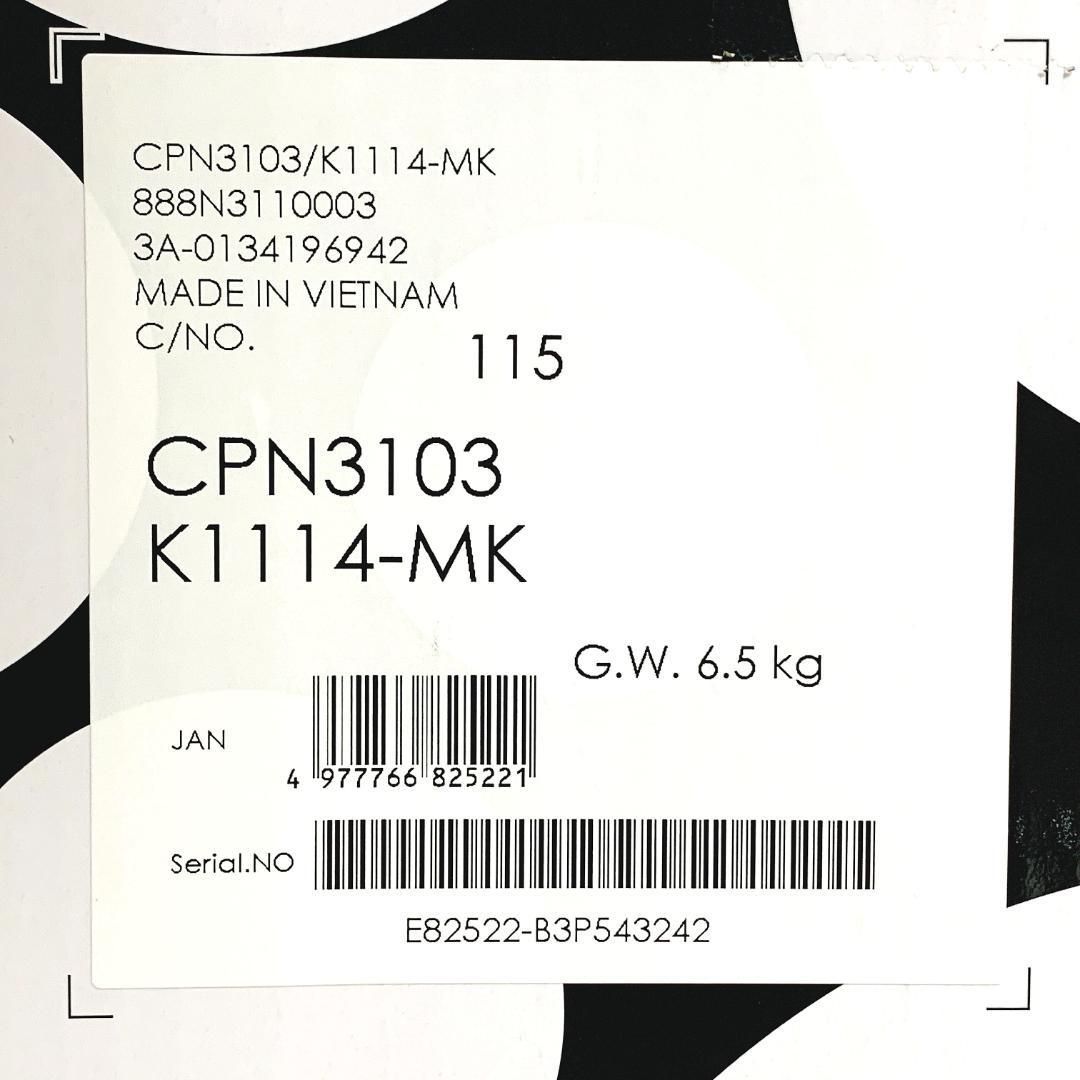 CPN3103/K1114-MK
888N3110003
3A-0134196942
MADE IN VIETNAM
C/NO. 115
CPN3103
K1114-MK
G.W. 6.5 kg
JAN
4 977766 825221
Serial.NO
E82522-B3P543242